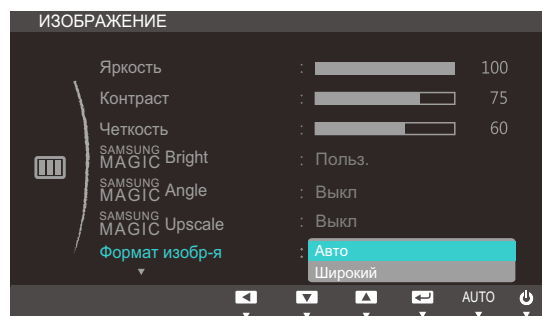 ИЗОБРАЖЕНИЕ
Яркость : 100
Контраст : 75
Четкость : 60
SAMSUNG MAGIC Bright : Польз.
SAMSUNG MAGIC Angle : Выкл
SAMSUNG MAGIC Upscale : Выкл
Формат изобр-я : Авто
Широкий
AUTO